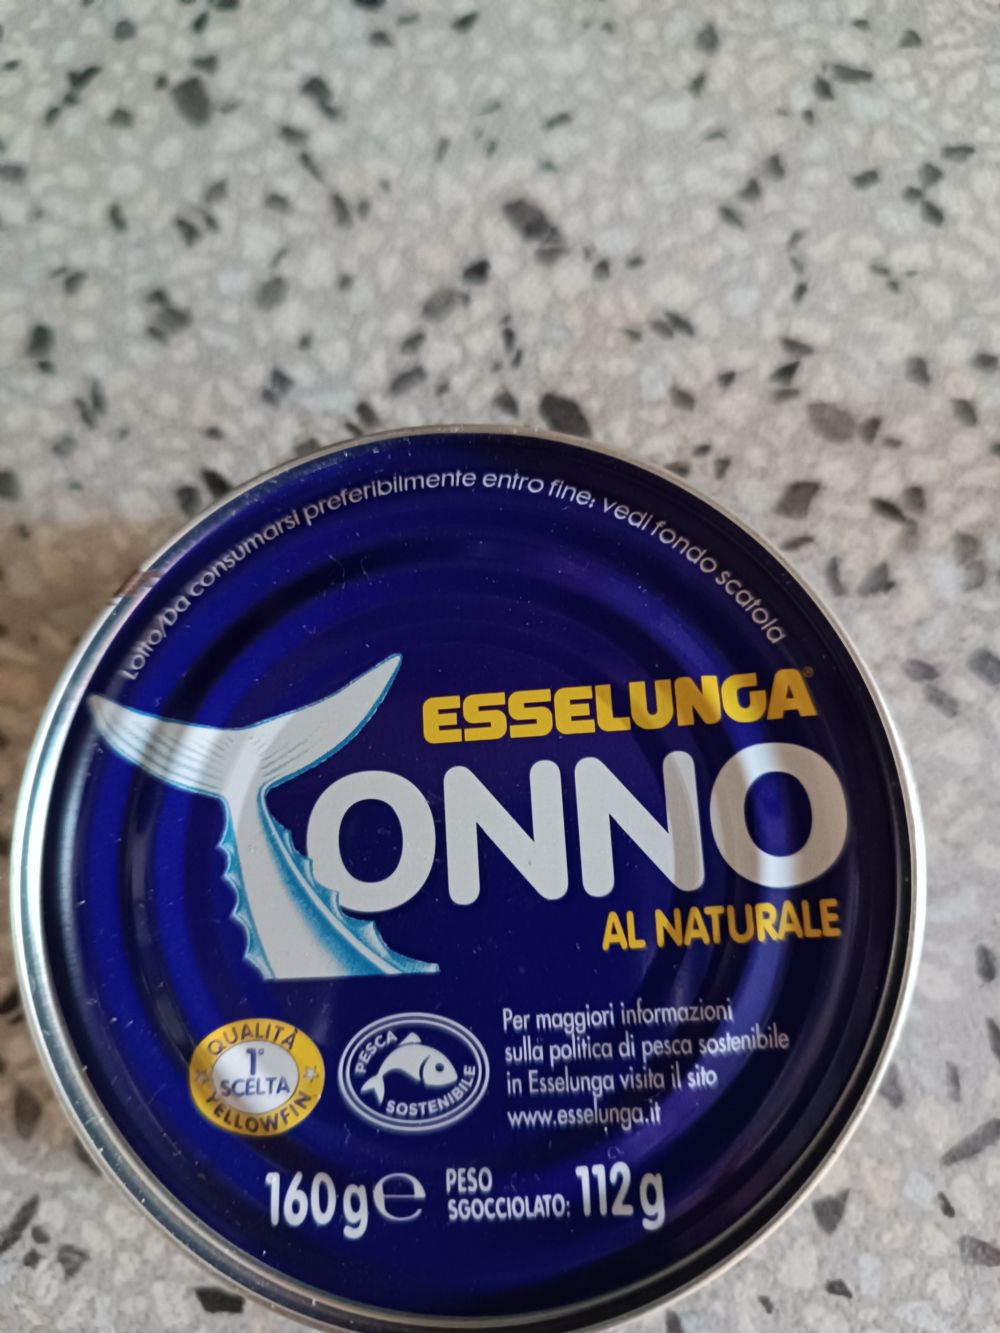 Lotto/Da consumarsi preferibilmente entro fine: vedi fondo scatola
ESSELUNGA®
TONNO
AL NATURALE
QUALITÀ
1ª
SCELTA
YELLOWFIN
PESCA
SOSTENIBILE
Per maggiori informazioni
sulla politica di pesca sostenibile
in Esselunga visita il sito
www.esselunga.it
160g e
PESO
SGOCCIOLATO: 112g